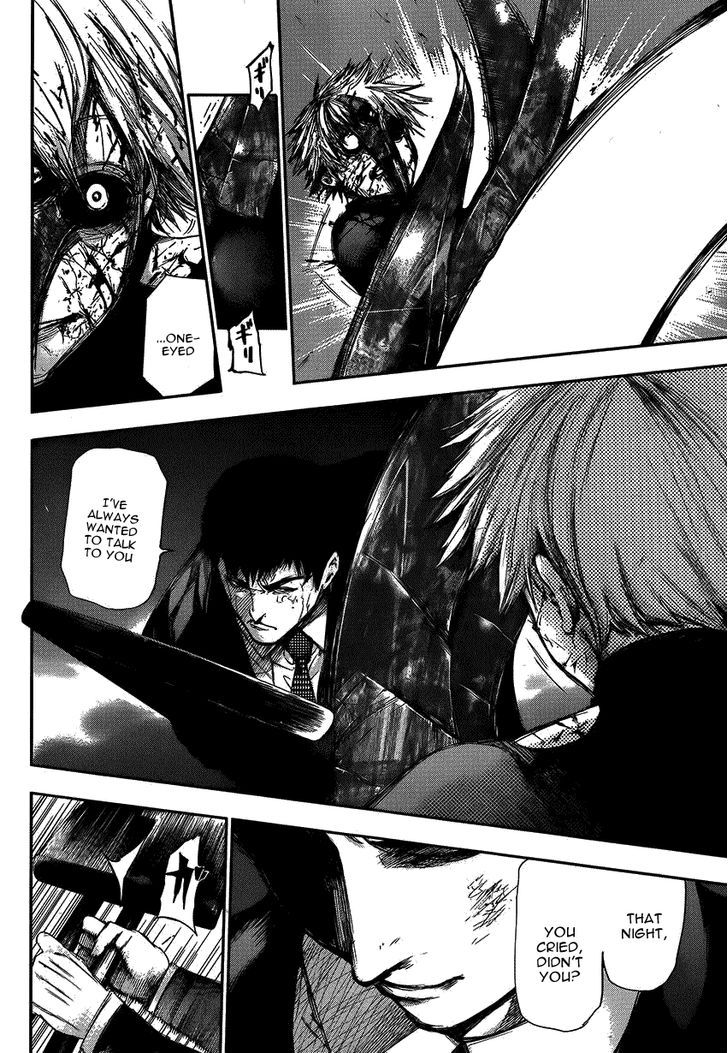 ギリ
ギリ
...ONE-
EYED
I'VE
ALWAYS
WANTED
TO TALK
TO YOU
THAT
NIGHT,
YOU
CRIED,
DIDN'T
YOU?
ガッ